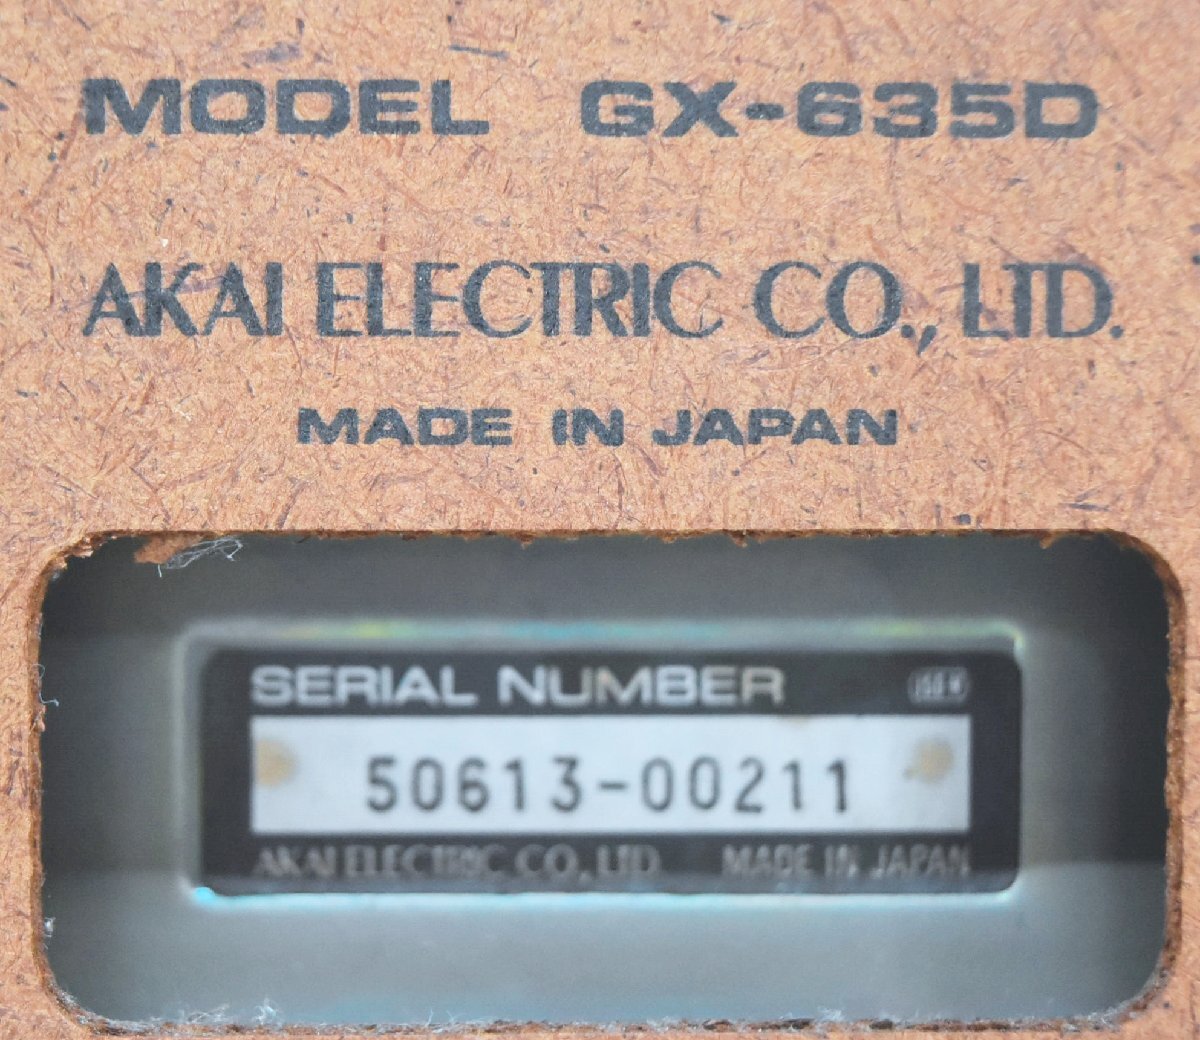 MODEL GX-635D
AKAI ELECTRIC CO., LTD.
MADE IN JAPAN
SERIAL NUMBER
50613-00211
AKAI ELECTRIC CO., LTD. MADE IN JAPAN